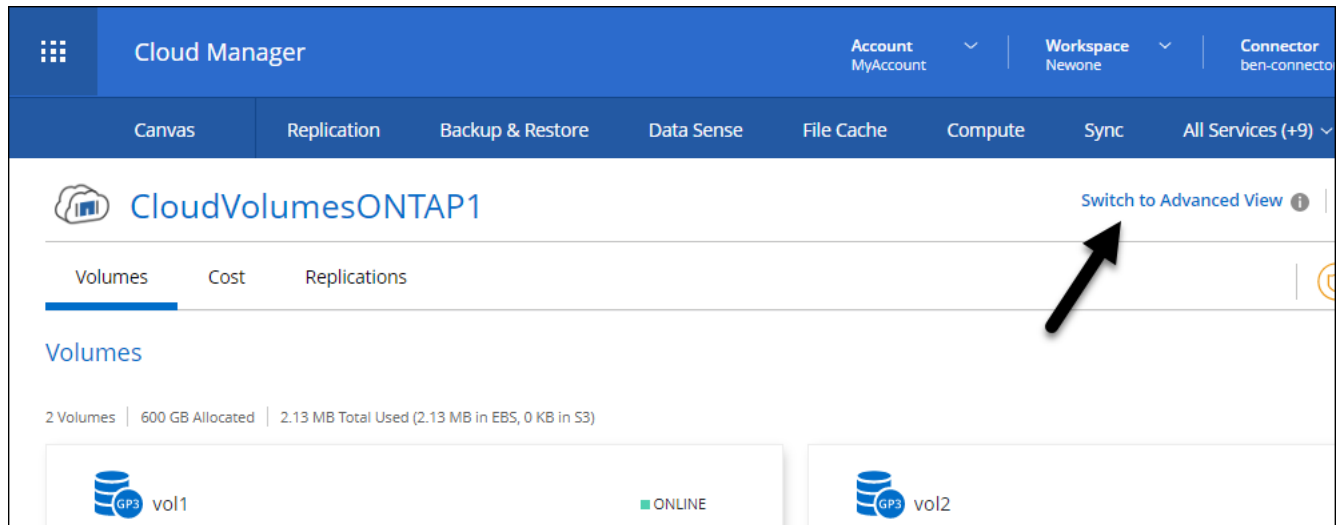 Cloud Manager
Account
MyAccount
Workspace
Newone
Connector
Canvas
Replication
Backup & Restore
Data Sense
File Cache
Compute
Sync
All Services (+9)
CloudVolumesONTAP1
Switch to Advanced View
Volumes
Cost
Replications
Volumes
2 Volumes
600 GB Allocated
2.13 MB Total Used (2.13 MB in EBS, 0 KB in S3)
GP3
vol1
ONLINE
GP3
vol2